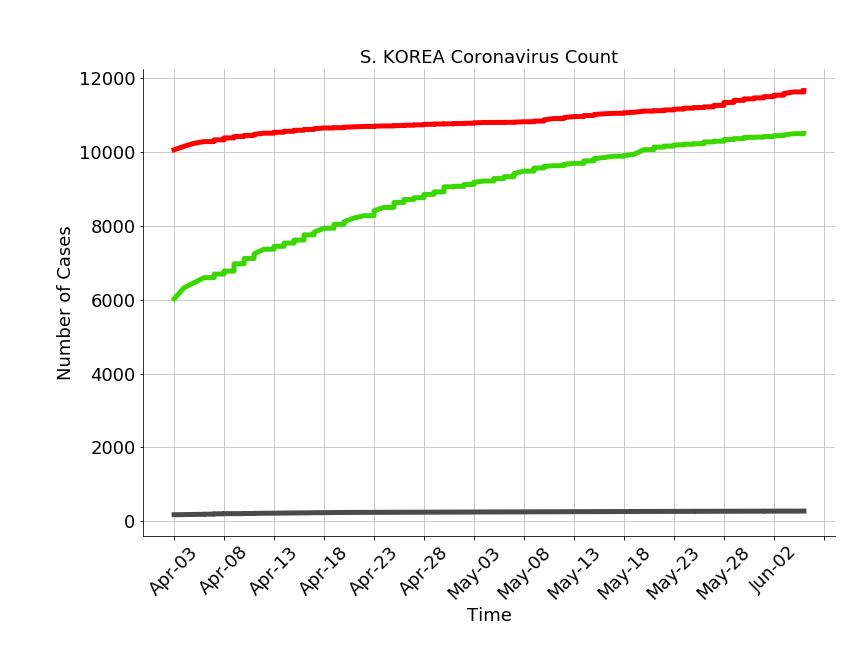 S. KOREA Coronavirus Count
12000
10000
8000
6000
4000
2000
0
Number of Cases
Apr-03
Apr-08
Apr-13
Apr-18
Apr-23
Apr-28
May-03
May-08
May-13
May-18
May-23
May-28
Jun-02
Time